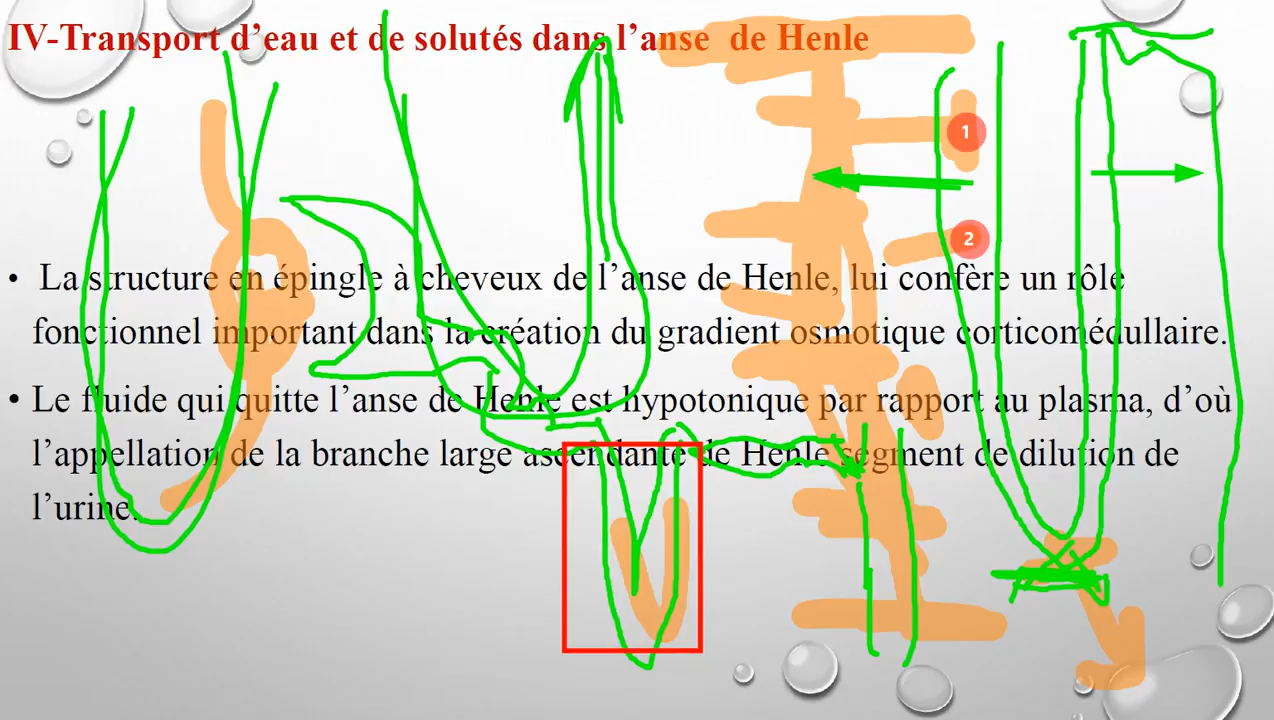 IV-Transport d’eau et de solutés dans l’anse de Henle
1
2
• La structure en épingle à cheveux de l’anse de Henle, lui confère un rôle
fonctionnel important dans la création du gradient osmotique corticomédullaire.
• Le fluide qui quitte l’anse de Henle est hypotonique par rapport au plasma, d’où
l’appellation de la branche large ascendante de Henle segment de dilution de
l’urine.